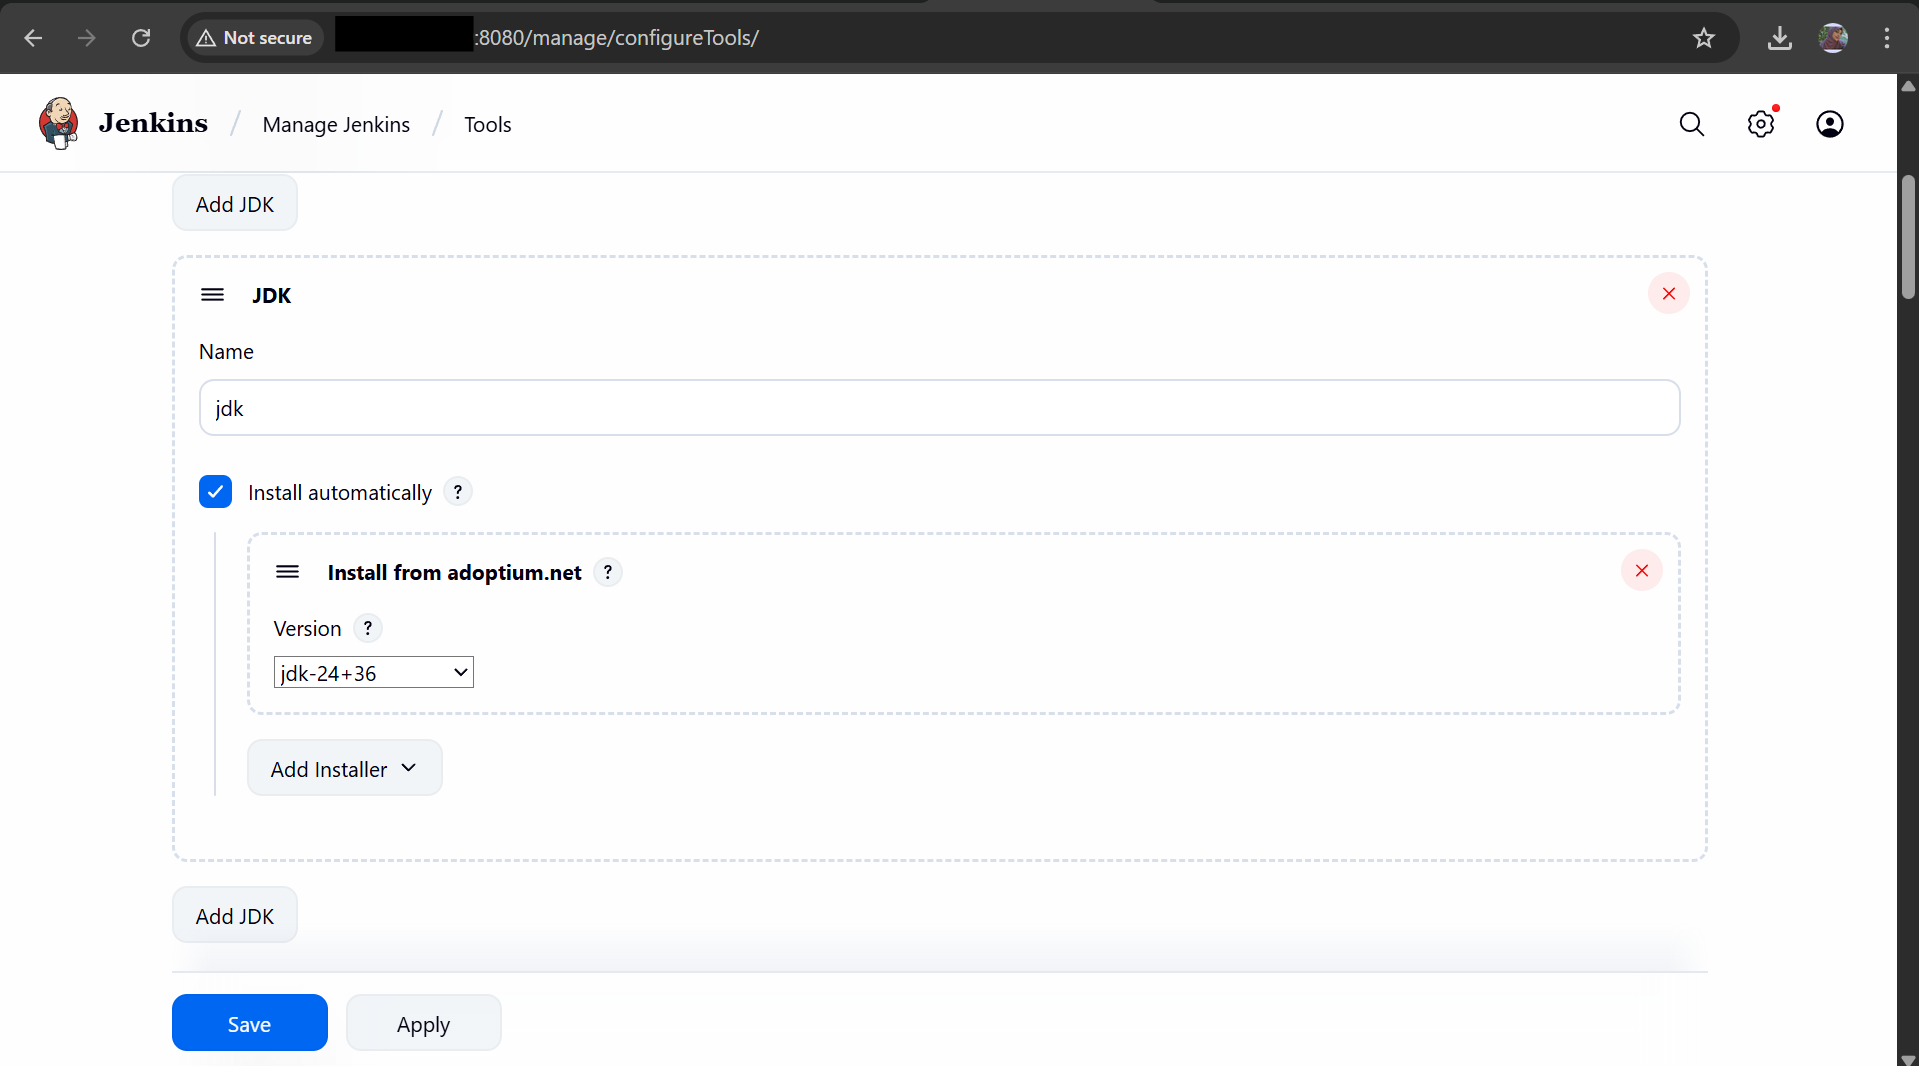 Not secure :8080/manage/configureTools/
Jenkins / Manage Jenkins / Tools
Add JDK
JDK
Name
jdk
Install automatically ?
Install from adoptium.net ?
Version ?
jdk-24+36
Add Installer
Add JDK
Save Apply